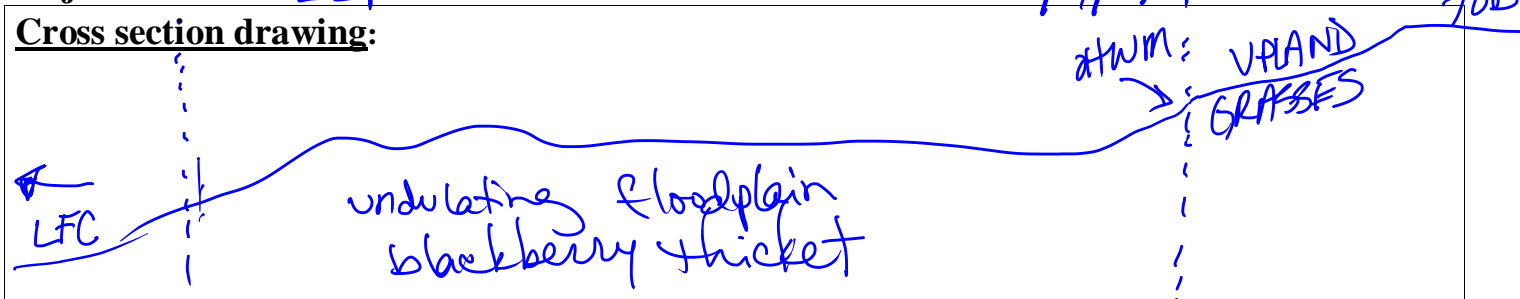 Cross section drawing:
OHWM
UPLAND
GRASSES
LFC
undulating floodplain
blackberry thicket